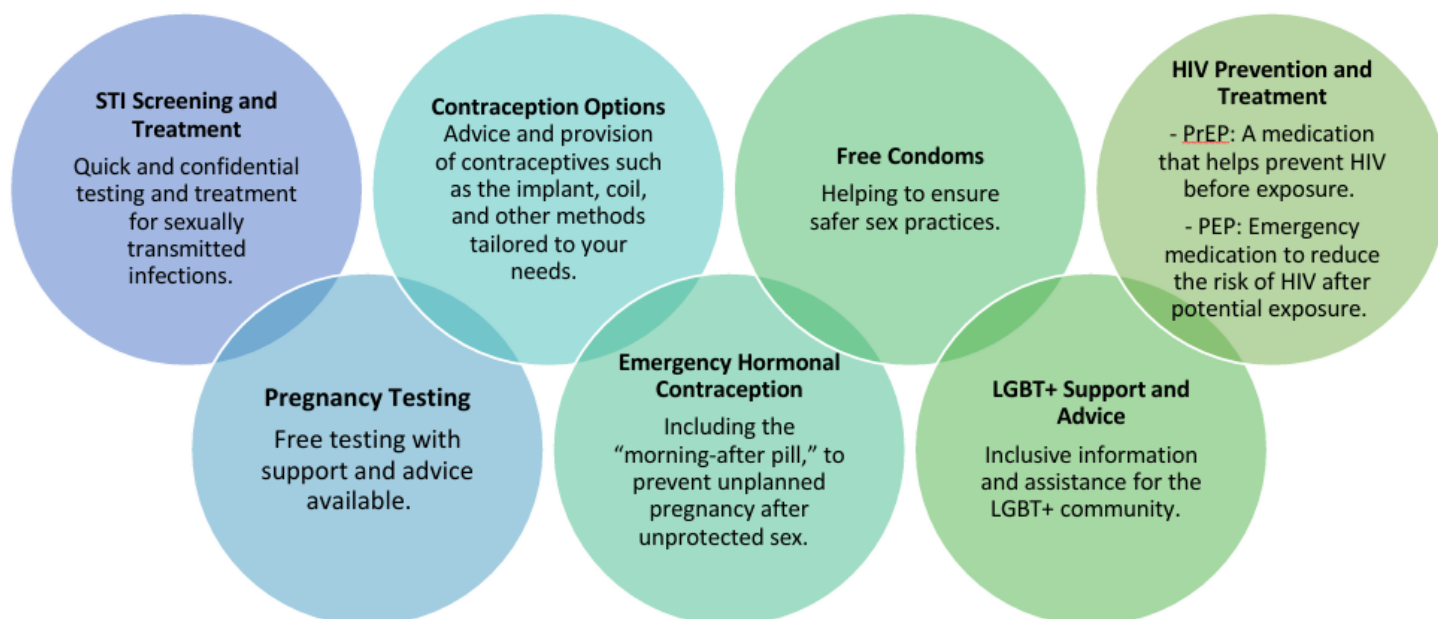 STI Screening and
Treatment
Quick and confidential
testing and treatment
for sexually
transmitted
infections.
Pregnancy Testing
Free testing with
support and advice
available.
Contraception Options
Advice and provision
of contraceptives such
as the implant, coil,
and other methods
tailored to your
needs.
Emergency Hormonal
Contraception
Including the
“morning-after pill,” to
prevent unplanned
pregnancy after
unprotected sex.
Free Condoms
Helping to ensure
safer sex practices.
LGBT+ Support and
Advice
Inclusive information
and assistance for the
LGBT+ community.
HIV Prevention and
Treatment
- PrEP: A medication
that helps prevent HIV
before exposure.
- PEP: Emergency
medication to reduce
the risk of HIV after
potential exposure.